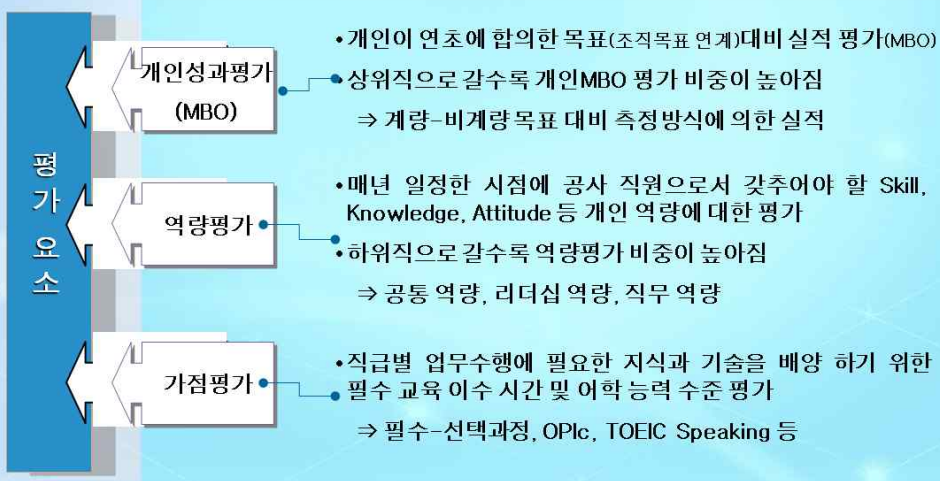 평가 요소
개인성과평가
(MBO)
•개인이 연초에 합의한 목표(조직목표 연계)대비 실적 평가(MBO)
•상위직으로 갈수록 개인MBO 평가 비중이 높아짐
⇒ 계량-비계량 목표 대비 측정방식에 의한 실적
역량평가
•매년 일정한 시점에 공사 직원으로서 갖추어야 할 Skill,
Knowledge, Attitude 등 개인 역량에 대한 평가
•하위직으로 갈수록 역량평가 비중이 높아짐
⇒ 공통 역량, 리더십 역량, 직무 역량
가점평가
•직급별 업무수행에 필요한 지식과 기술을 배양 하기 위한
필수 교육 이수 시간 및 어학 능력 수준 평가
⇒ 필수-선택과정, OPIc, TOEIC Speaking 등